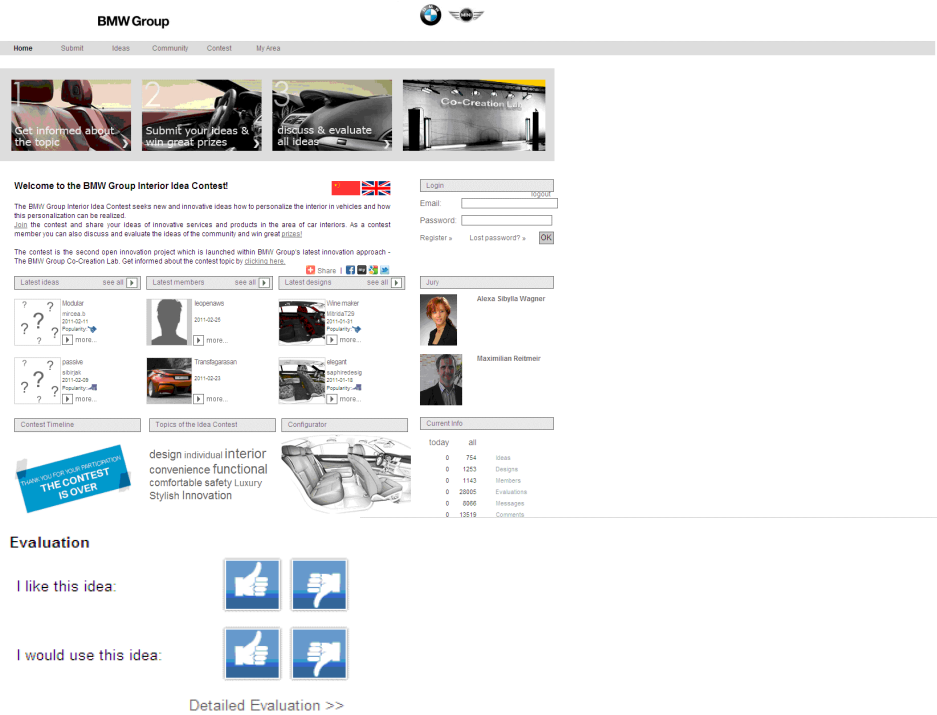 BMW Group
Home Submit Ideas Community Contest My Area
1
Get informed about
the topic
2
Submit your ideas &
win great prizes
3
discuss & evaluate
all ideas
Co-Creation Lab
Welcome to the BMW Group Interior Idea Contest!
The BMW Group Interior Idea Contest seeks new and innovative ideas how to personalize the interior in vehicles and how
this personalization can be realized.
Join the contest and share your ideas of innovative services and products in the area of car interiors. As a contest
member you can also discuss and evaluate the ideas of the community and win great prizes!
The contest is the second open innovation project which is launched within BMW Group's latest innovation approach -
The BMW Group Co-Creation Lab. Get informed about the contest topic by clicking here.
Share |
Login
logout
Email:
Password:
Register » Lost password? » OK
Latest ideas see all
Modular
mircea.b
2011-02-11
Popularity:
more...
passive
sibirjak
2011-02-09
Popularity:
more...
Latest members see all
leopenaws
2011-02-25
more...
Transfagarasan
2011-02-23
more...
Latest designs see all
Wine maker
Mitrida729
2011-01-31
Popularity:
more...
elegant
saphiredesig
2011-01-18
Popularity:
more...
Jury
Alexa Sibylla Wagner
Maximilian Reitmeir
Contest Timeline
THANK YOU FOR YOUR PARTICIPATION
THE CONTEST
IS OVER
Topics of the Idea Contest
design individual interior
convenience functional
comfortable safety Luxury
Stylish Innovation
Configurator
Current Info
today all
0 754 Ideas
0 1253 Designs
0 1143 Members
0 28005 Evaluations
0 8066 Messages
0 13519 Comments
Evaluation
I like this idea:
I would use this idea:
Detailed Evaluation >>